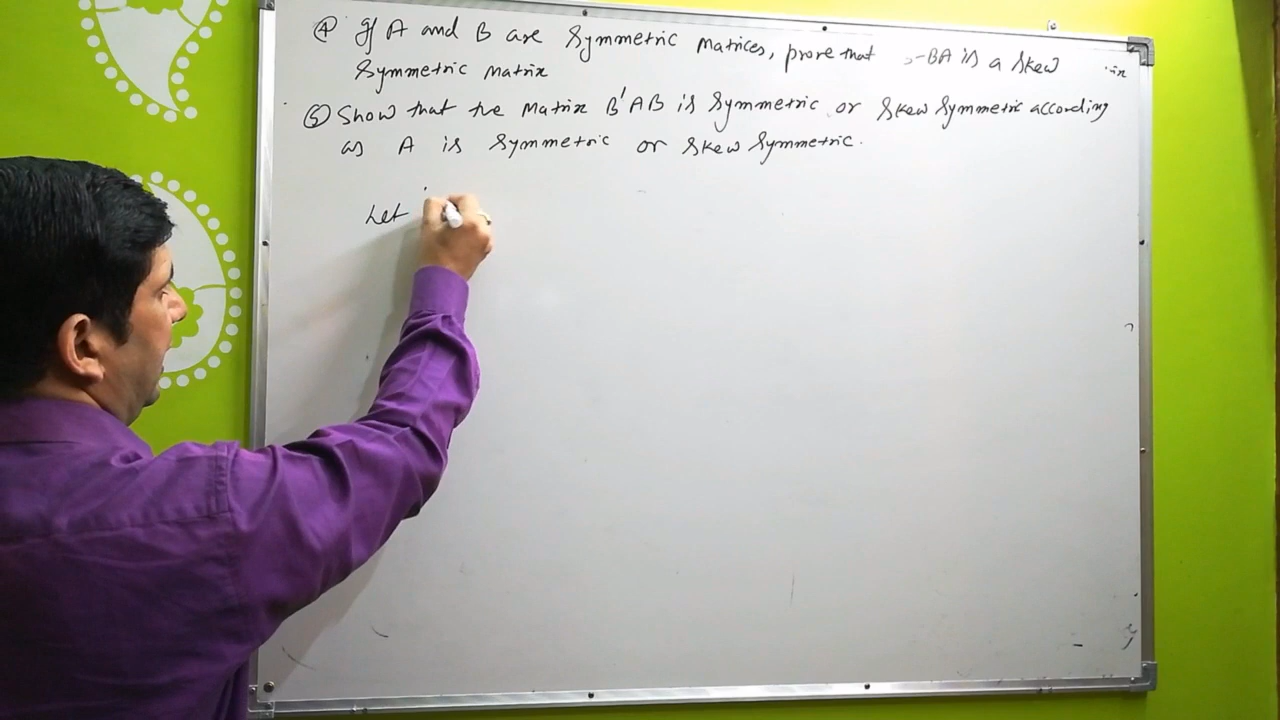 ④ If A and B are Symmetric Matrices, prove that -BA is a Skew
Symmetric Matrix
⑤ Show that the Matrix B'AB is Symmetric or Skew Symmetric according
as A is Symmetric or Skew Symmetric.
Let